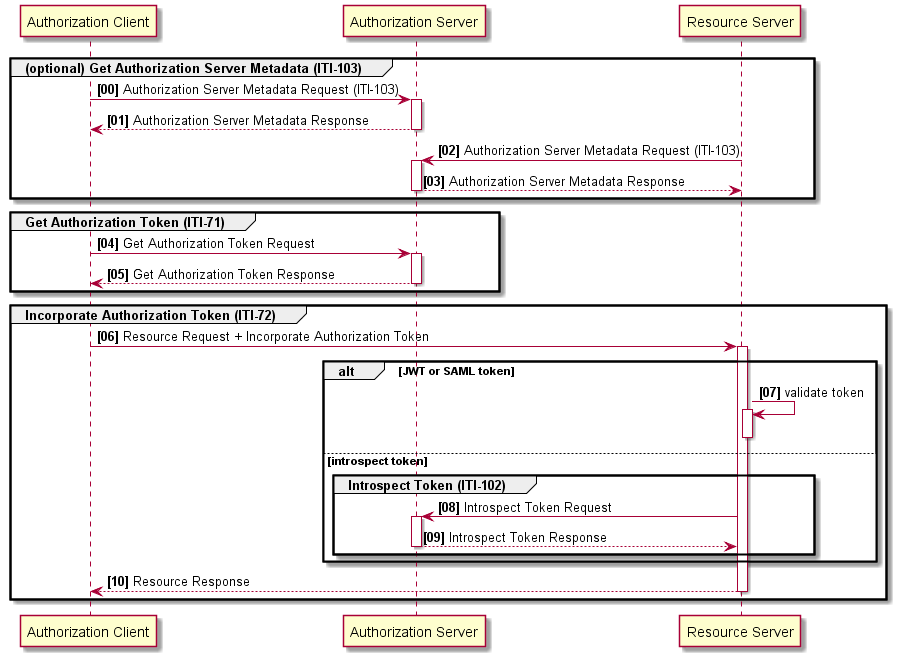 Authorization Client
Authorization Server
Resource Server
(optional) Get Authorization Server Metadata (ITI-103)
[00] Authorization Server Metadata Request (ITI-103)
[01] Authorization Server Metadata Response
[02] Authorization Server Metadata Request (ITI-103)
[03] Authorization Server Metadata Response
Get Authorization Token (ITI-71)
[04] Get Authorization Token Request
[05] Get Authorization Token Response
Incorporate Authorization Token (ITI-72)
[06] Resource Request + Incorporate Authorization Token
alt [JWT or SAML token]
[07] validate token
[introspect token]
Introspect Token (ITI-102)
[08] Introspect Token Request
[09] Introspect Token Response
[10] Resource Response
Authorization Client
Authorization Server
Resource Server